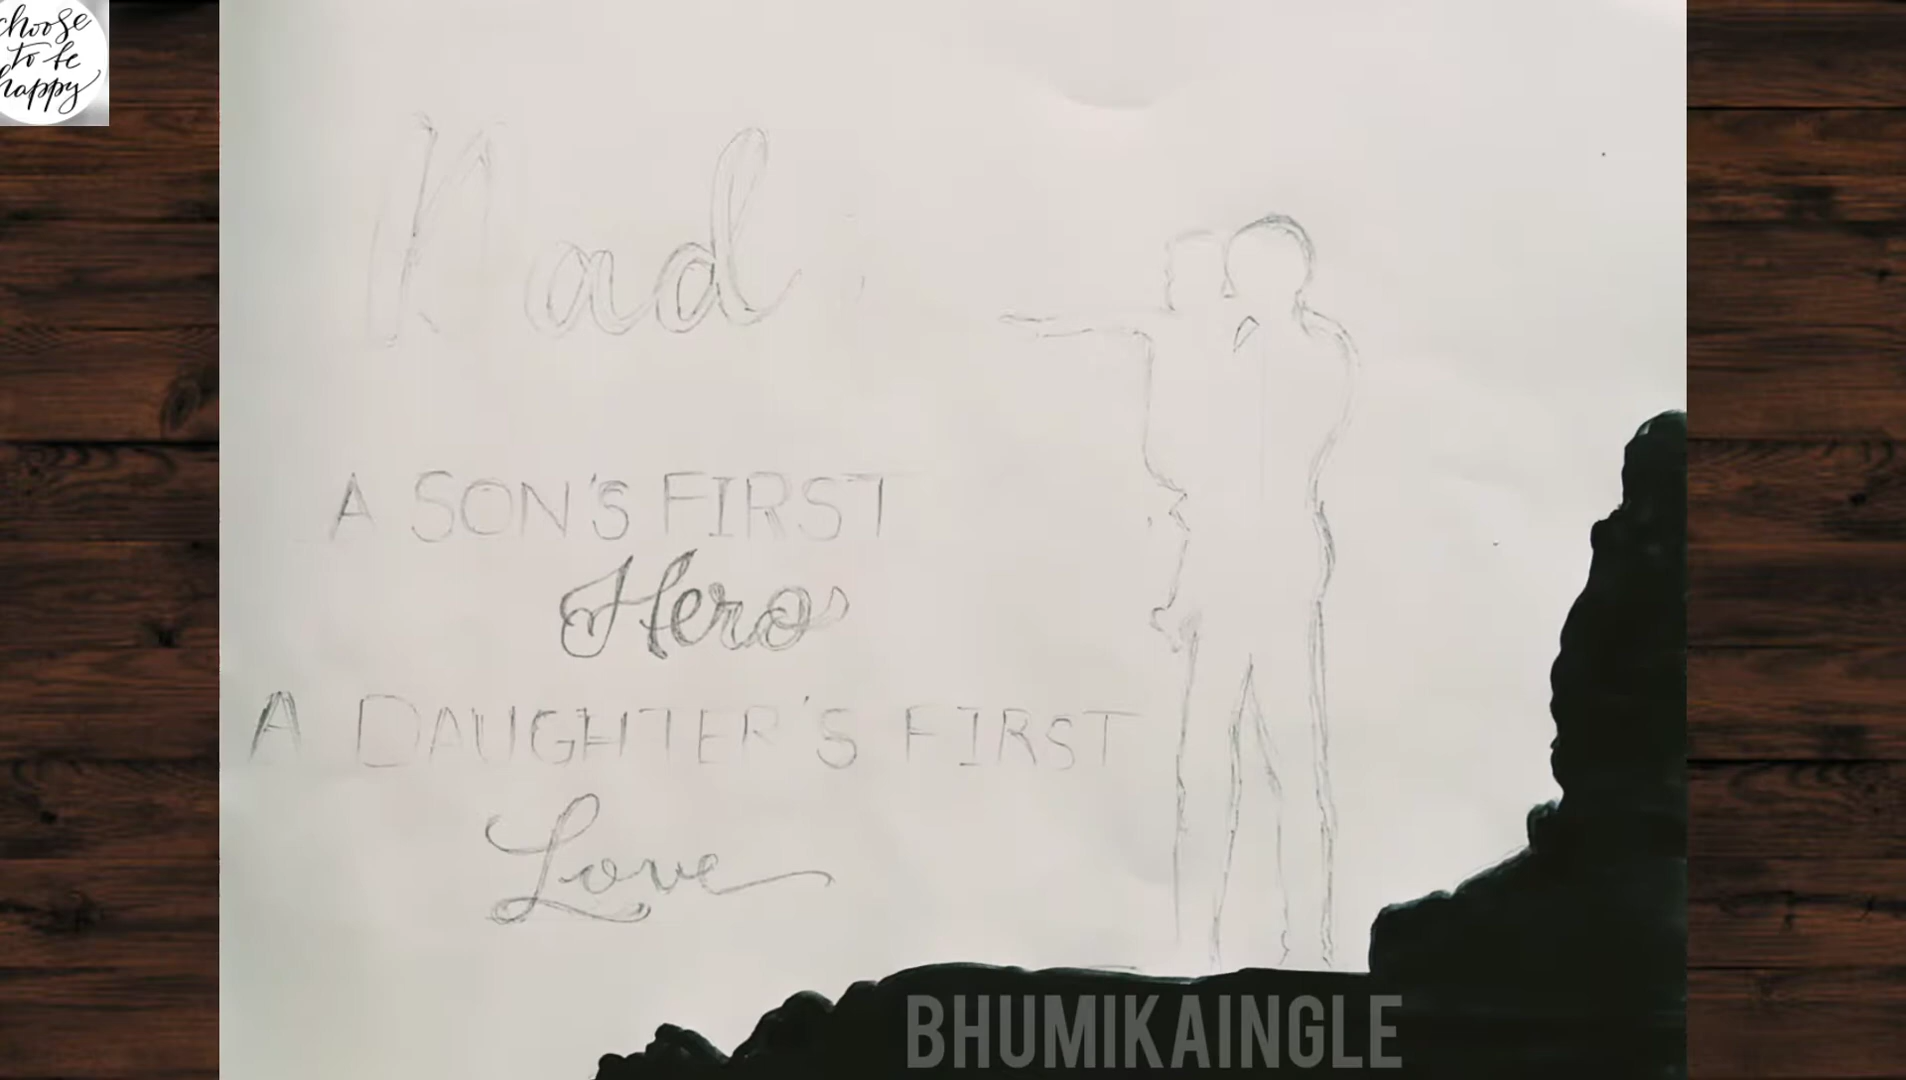 choose
to be
happy
Dad:
A SON'S FIRST
Hero
A DAUGHTER'S FIRST
Love
BHUMIKAINGLE